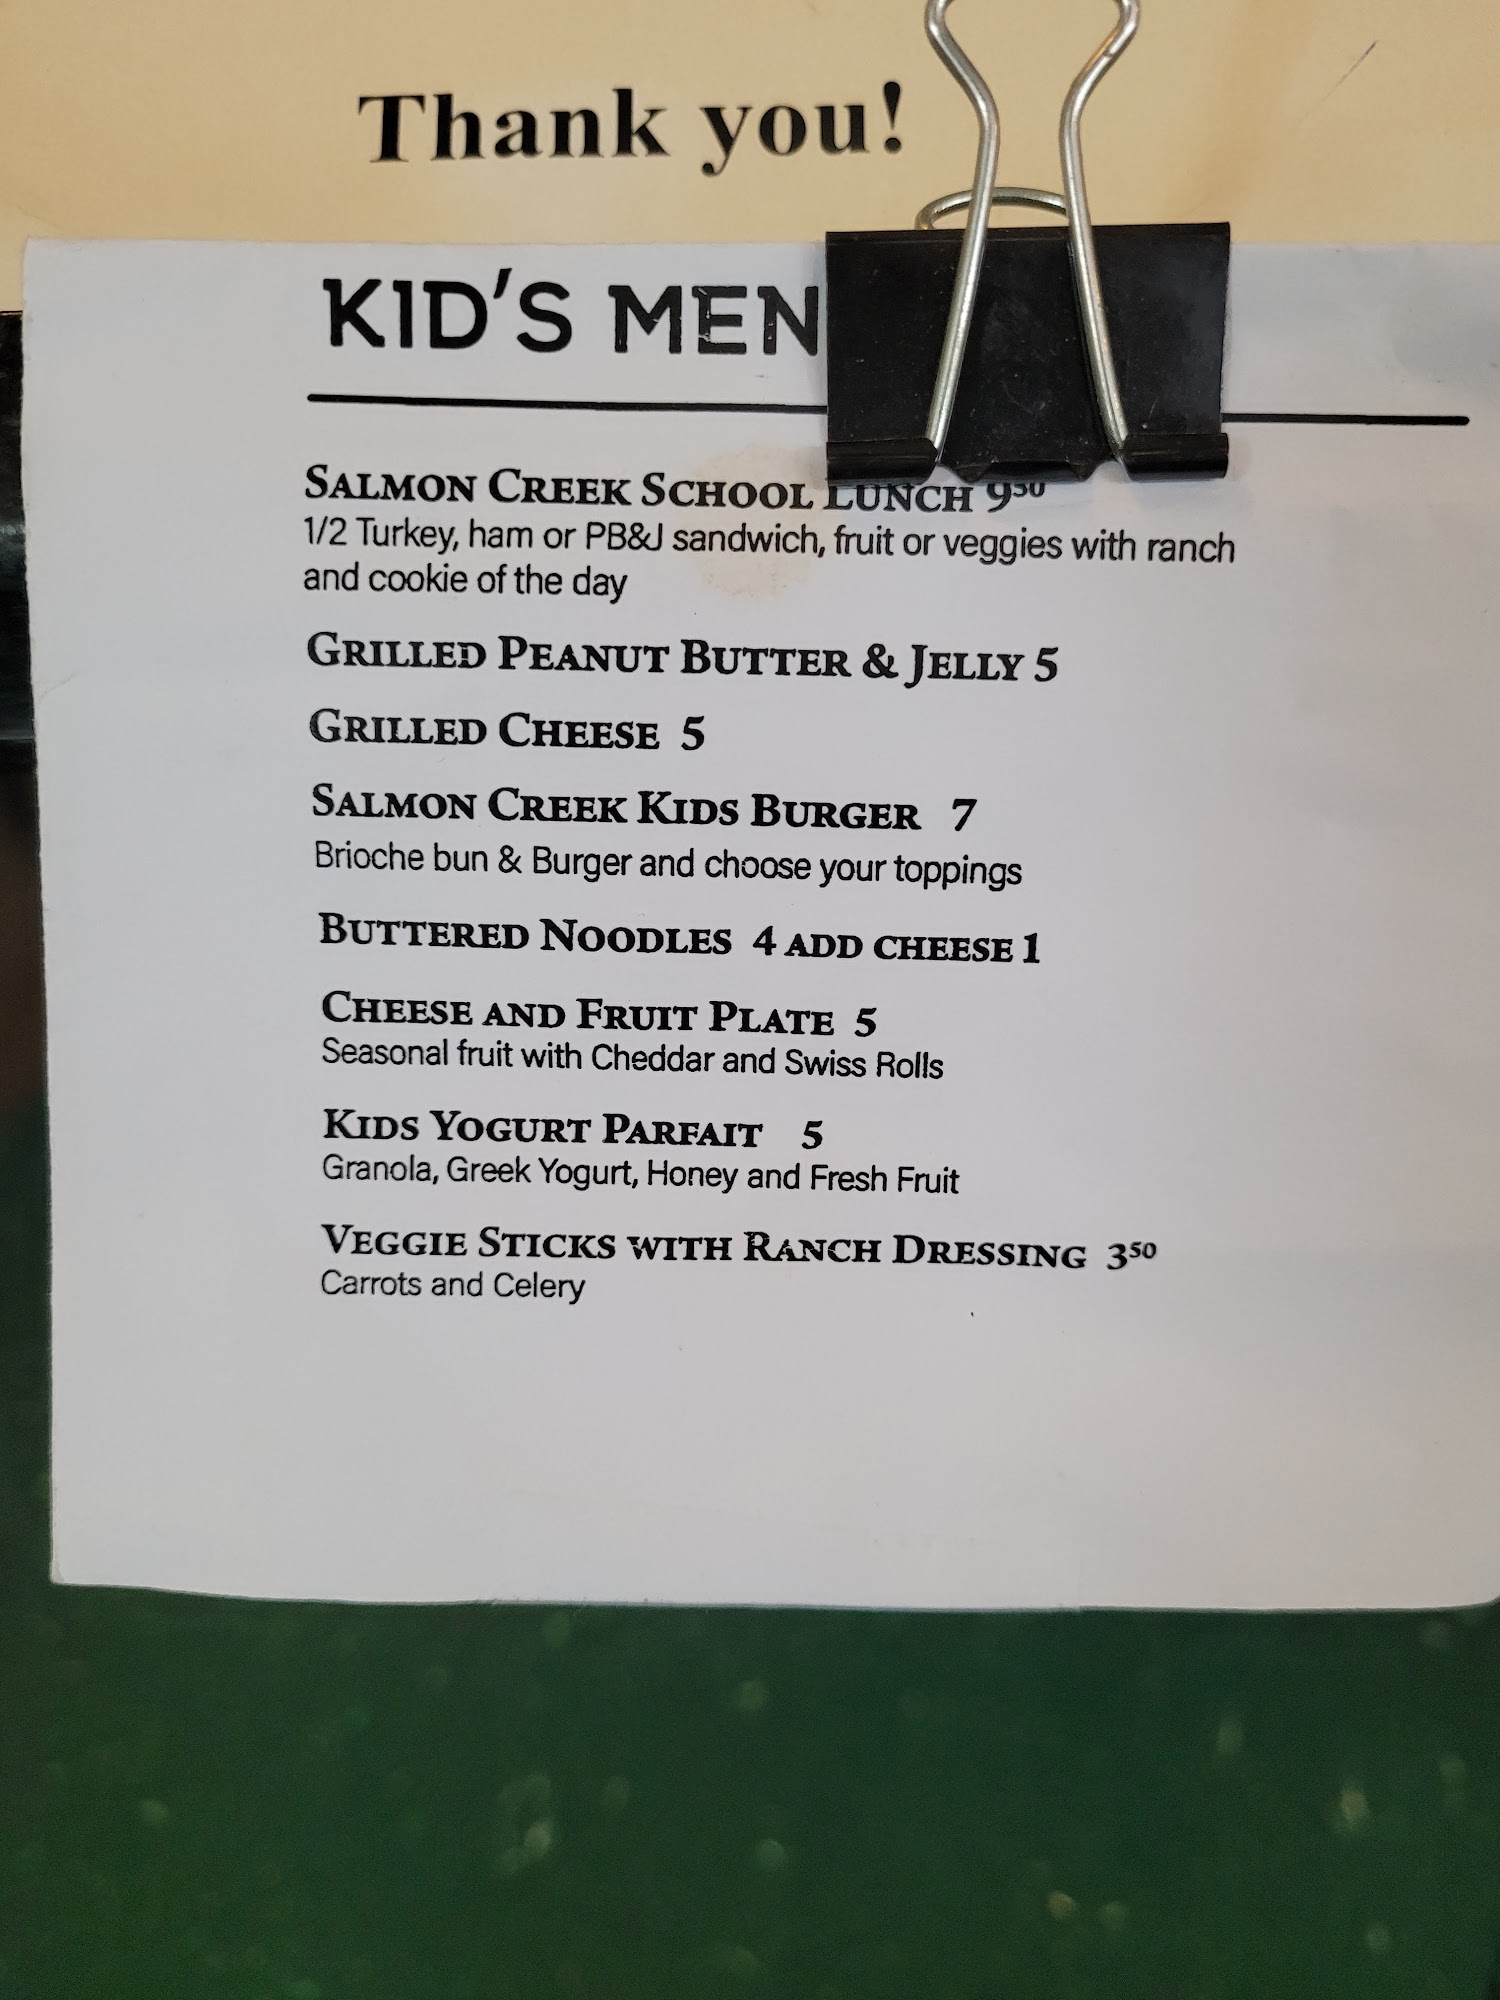 Thank you!
KID'S MEN
SALMON CREEK SCHOOL LUNCH 9⁵⁰
1/2 Turkey, ham or PB&J sandwich, fruit or veggies with ranch
and cookie of the day
GRILLED PEANUT BUTTER & JELLY 5
GRILLED CHEESE 5
SALMON CREEK KIDS BURGER 7
Brioche bun & Burger and choose your toppings
BUTTERED NOODLES 4 ADD CHEESE 1
CHEESE AND FRUIT PLATE 5
Seasonal fruit with Cheddar and Swiss Rolls
KIDS YOGURT PARFAIT 5
Granola, Greek Yogurt, Honey and Fresh Fruit
VEGGIE STICKS WITH RANCH DRESSING 3⁵⁰
Carrots and Celery